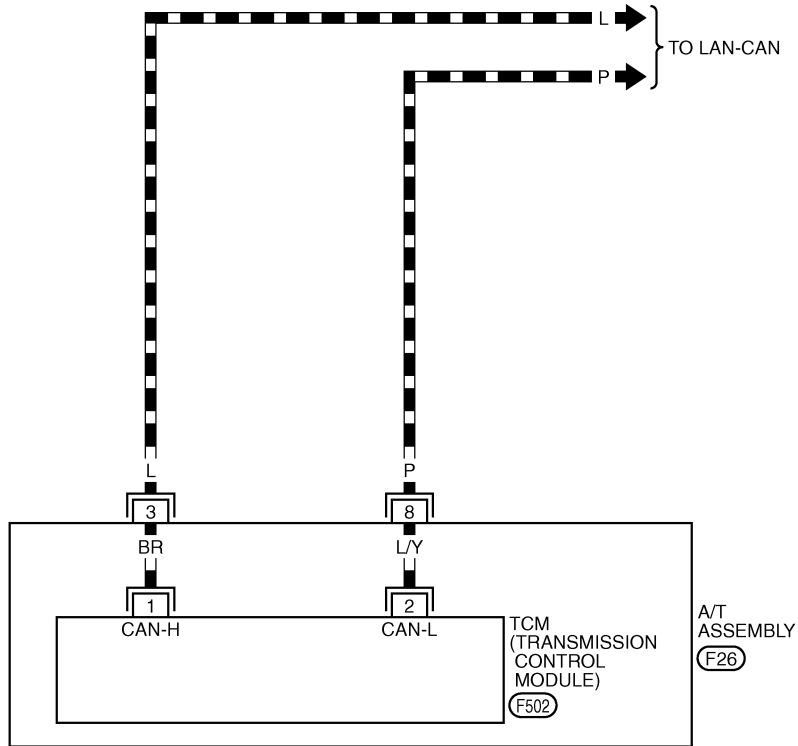 L
TO LAN-CAN
P
L
P
3
8
BR
L/Y
1
2
CAN-H
CAN-L
TCM
(TRANSMISSION
CONTROL
MODULE)
F502
A/T
ASSEMBLY
F26